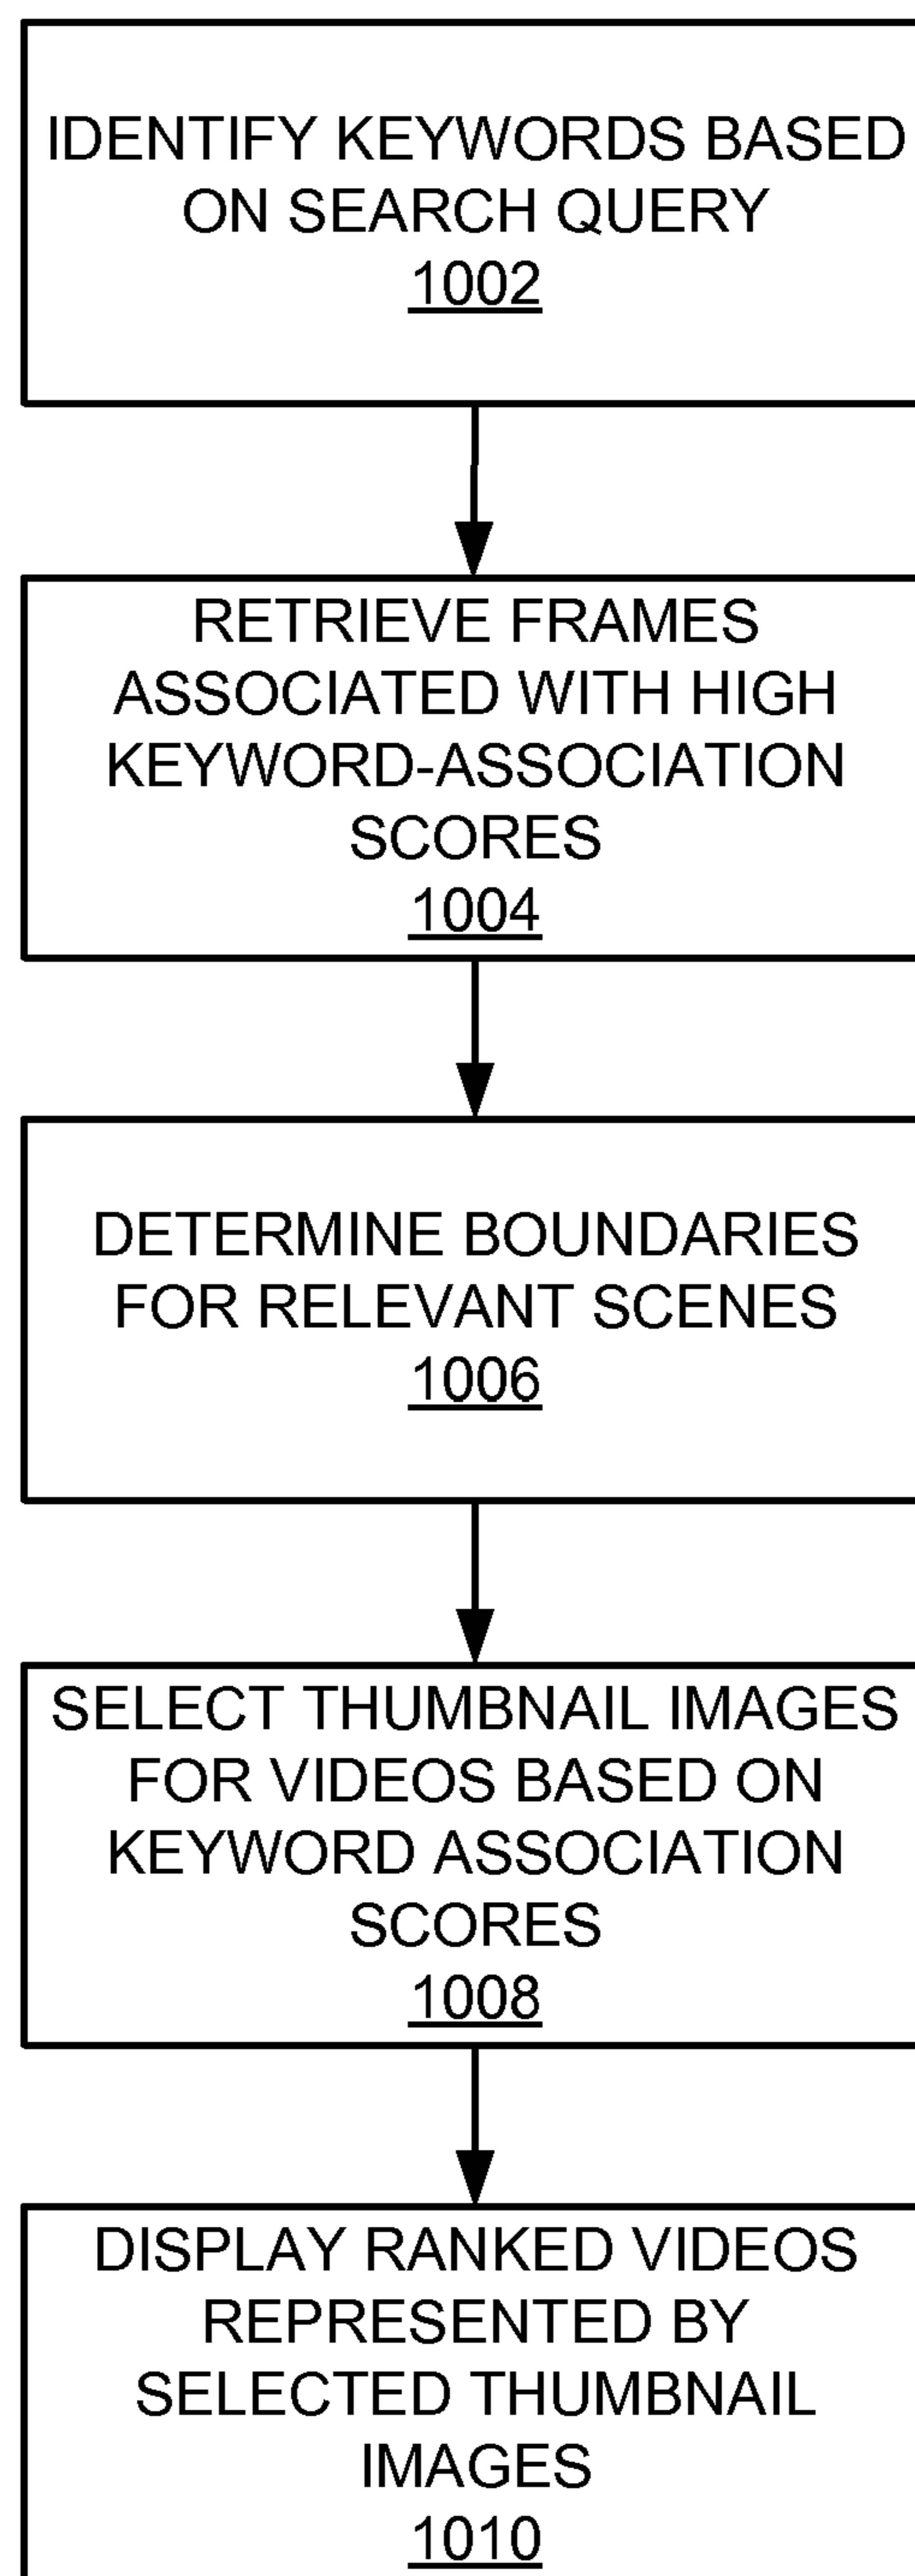 IDENTIFY KEYWORDS BASED
ON SEARCH QUERY
1002
RETRIEVE FRAMES
ASSOCIATED WITH HIGH
KEYWORD-ASSOCIATION
SCORES
1004
DETERMINE BOUNDARIES
FOR RELEVANT SCENES
1006
SELECT THUMBNAIL IMAGES
FOR VIDEOS BASED ON
KEYWORD ASSOCIATION
SCORES
1008
DISPLAY RANKED VIDEOS
REPRESENTED BY
SELECTED THUMBNAIL
IMAGES
1010